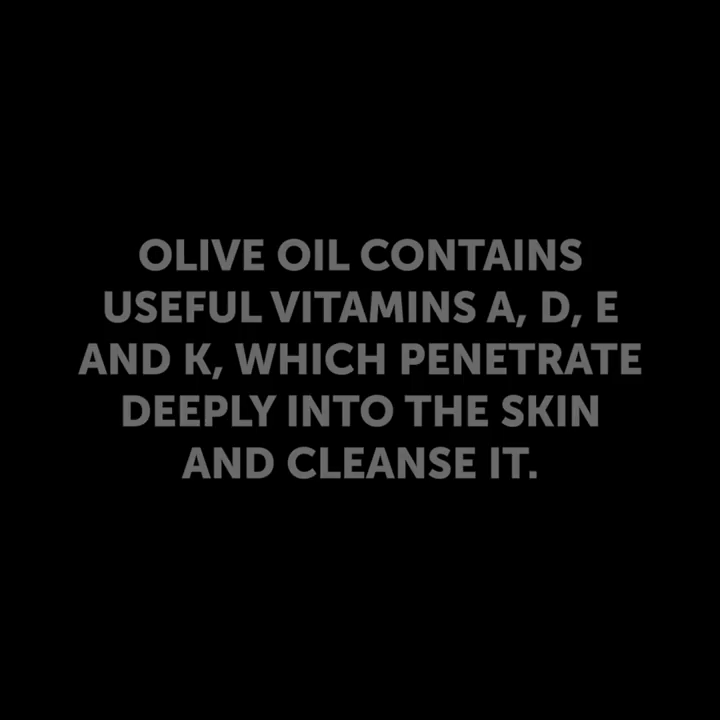 OLIVE OIL CONTAINS
USEFUL VITAMINS A, D, E
AND K, WHICH PENETRATE
DEEPLY INTO THE SKIN
AND CLEANSE IT.